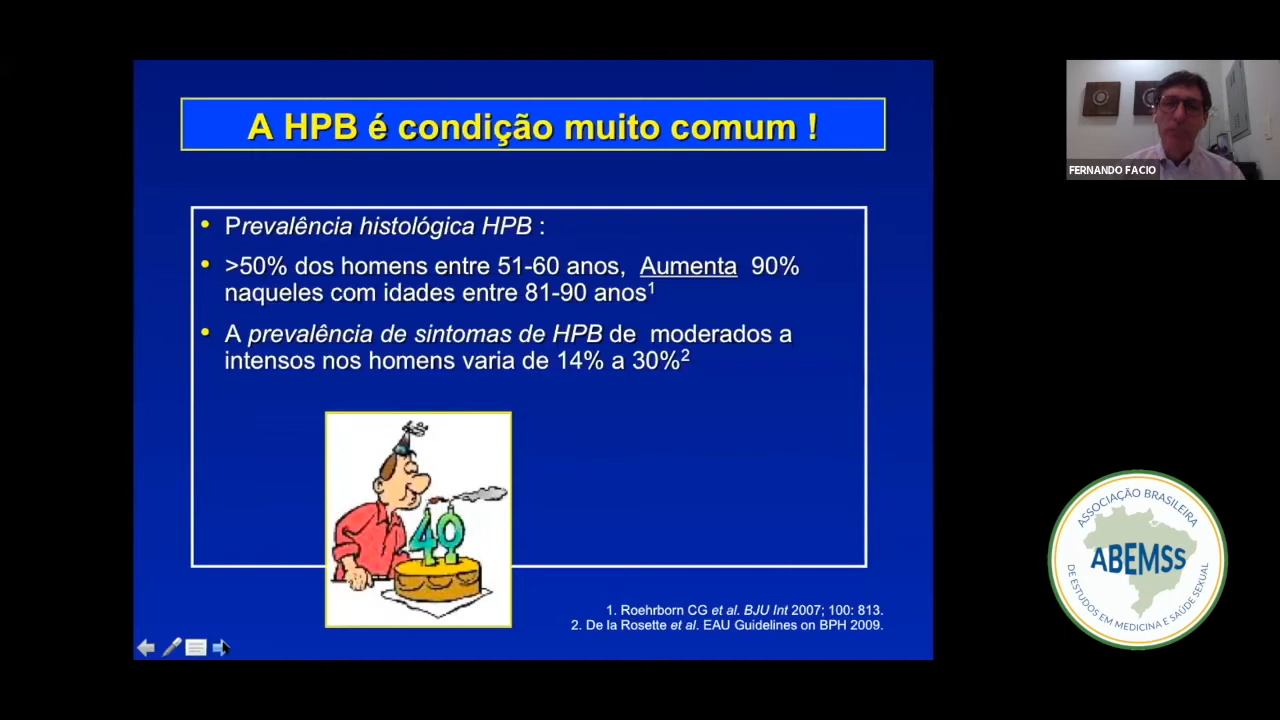 A HPB é condição muito comum !
• Prevalência histológica HPB :
• >50% dos homens entre 51-60 anos, Aumenta 90%
naqueles com idades entre 81-90 anos¹
• A prevalência de sintomas de HPB de moderados a
intensos nos homens varia de 14% a 30%²
40
1. Roehrborn CG et al. BJU Int 2007; 100: 813.
2. De la Rosette et al. EAU Guidelines on BPH 2009.
FERNANDO FACIO
ASSOCIAÇÃO BRASILEIRA
ABEMSS
DE ESTUDOS EM MEDICINA E SAÚDE SEXUAL